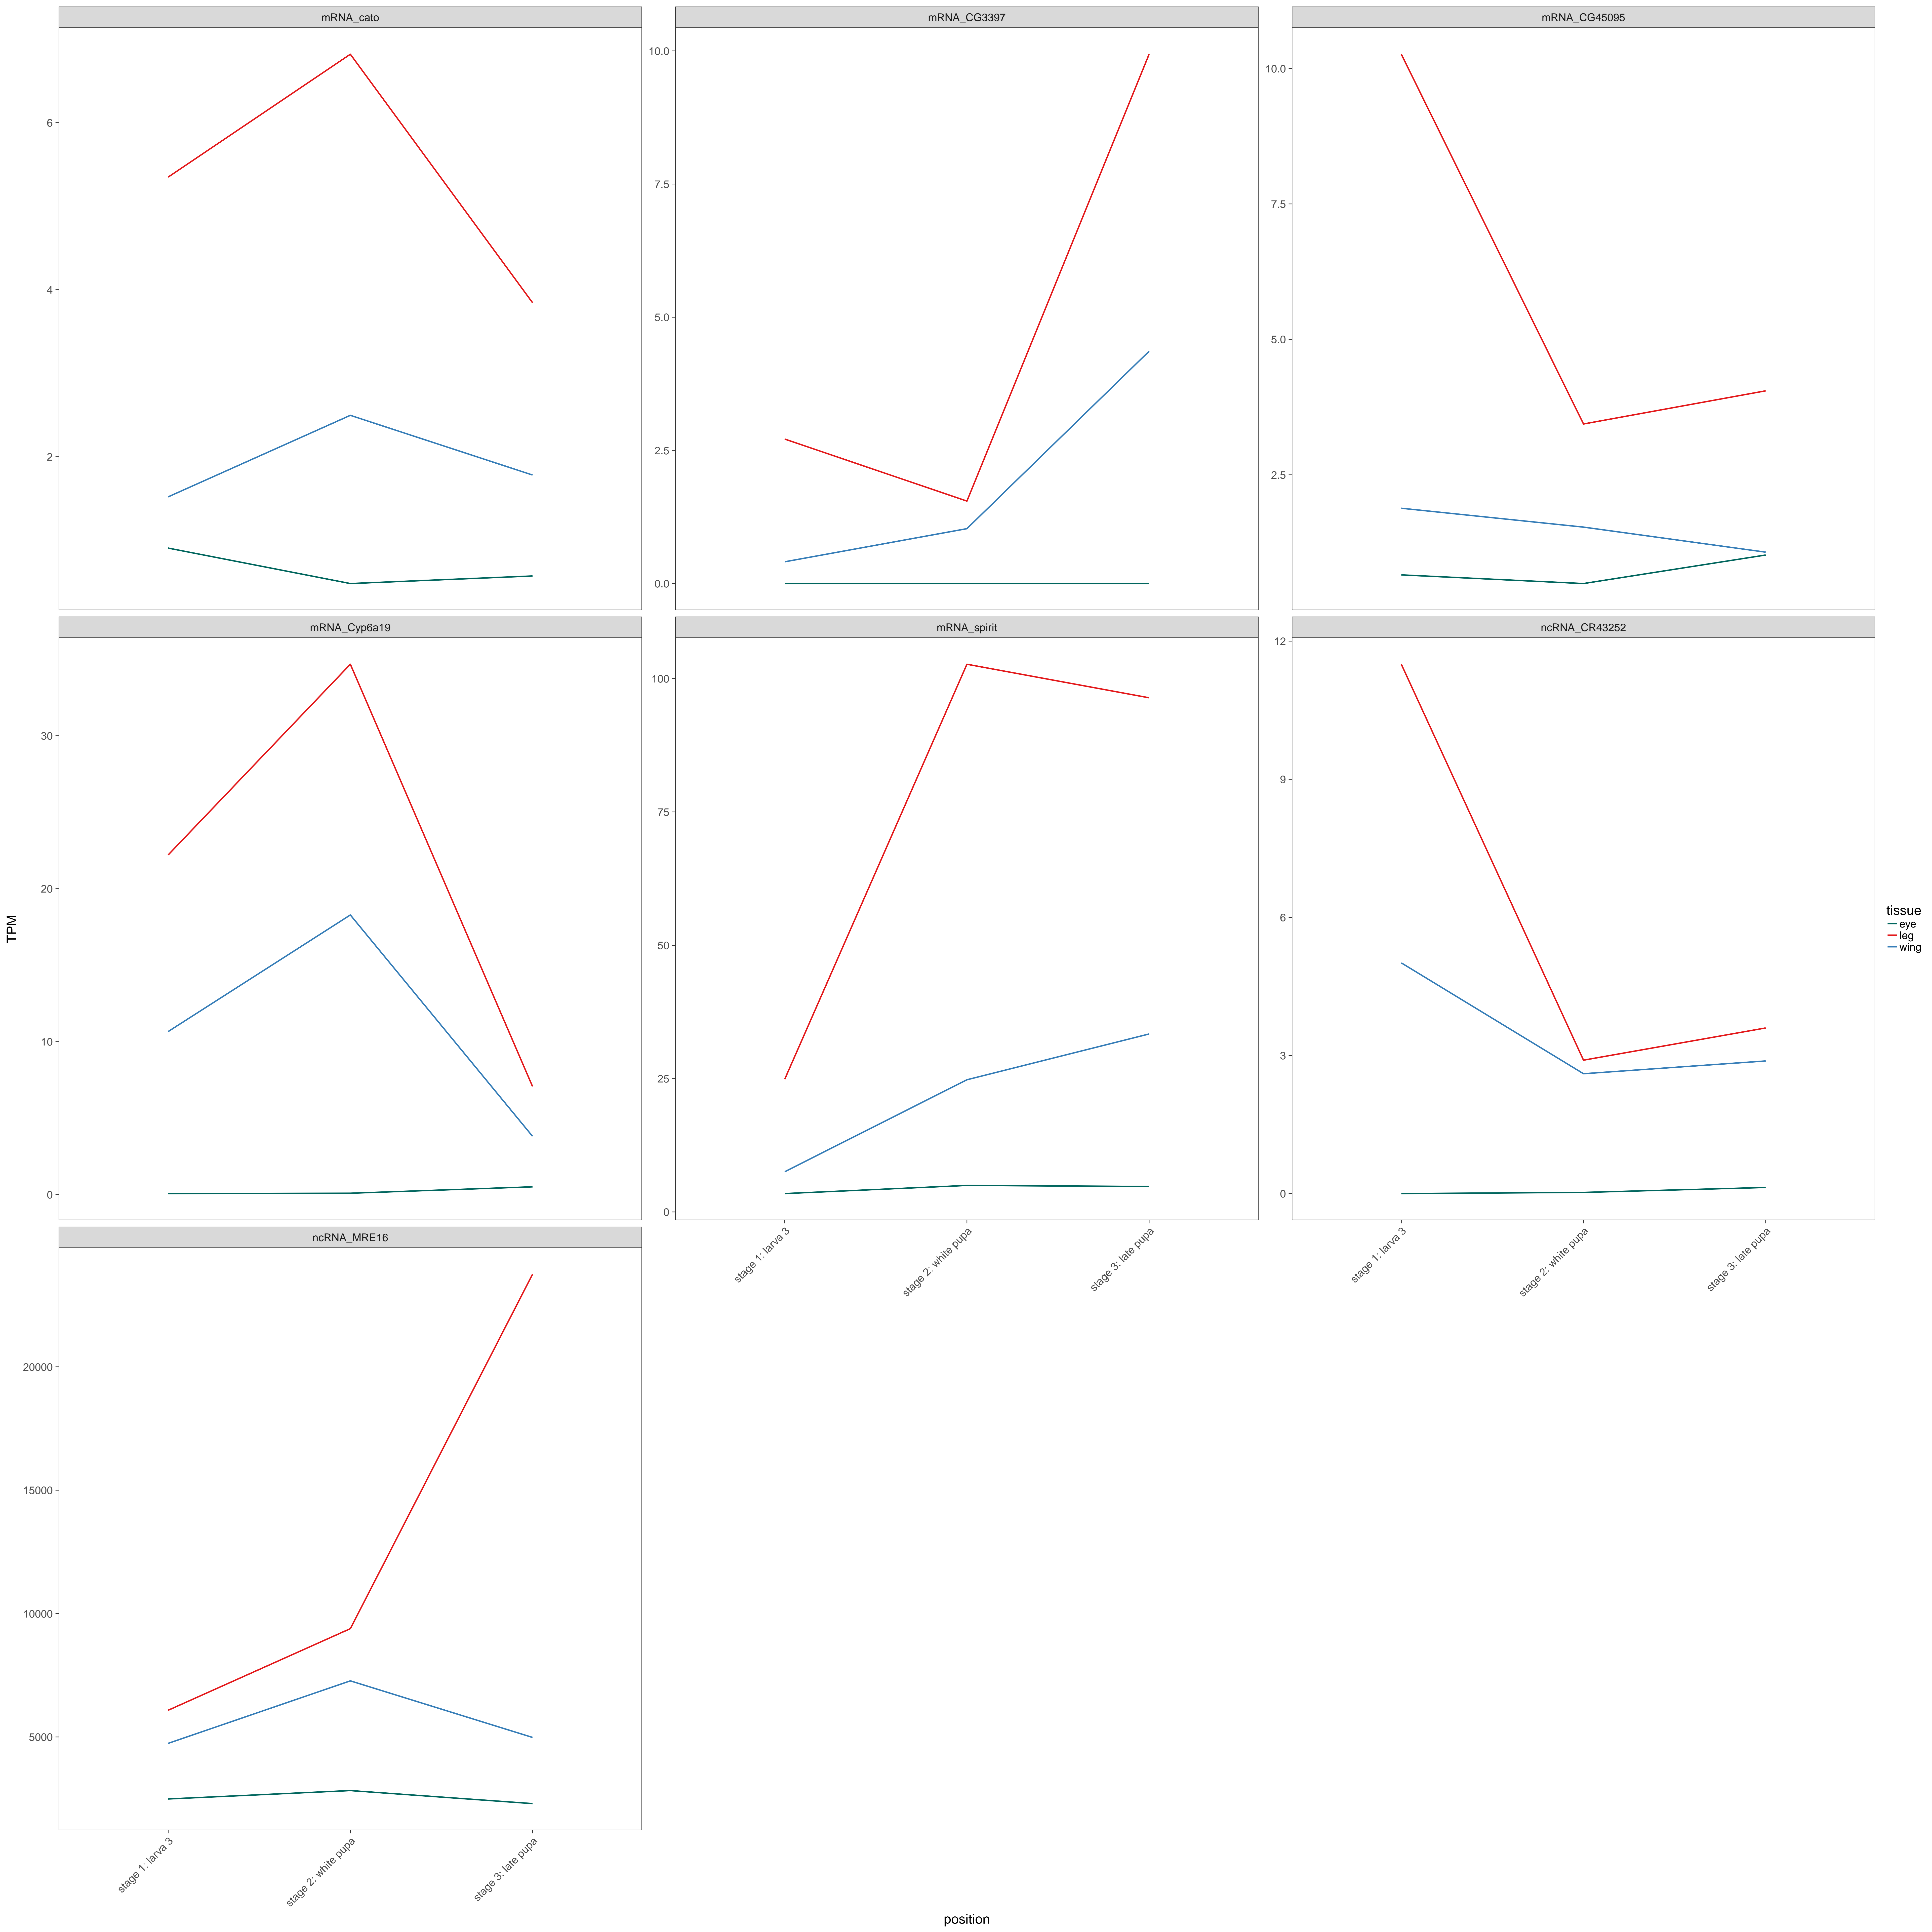 mRNA_cato
mRNA_CG3397
mRNA_CG45095
6
4
2
10.0
7.5
5.0
2.5
0.0
10.0
7.5
5.0
2.5
mRNA_Cyp6a19
mRNA_spirit
ncRNA_CR43252
30
20
10
0
100
75
50
25
0
12
9
6
3
0
stage 1: larva 3
stage 2: white pupa
stage 3: late pupa
stage 1: larva 3
stage 2: white pupa
stage 3: late pupa
ncRNA_MRE16
20000
15000
10000
5000
stage 1: larva 3
stage 2: white pupa
stage 3: late pupa
TPM
position
tissue
eye
leg
wing